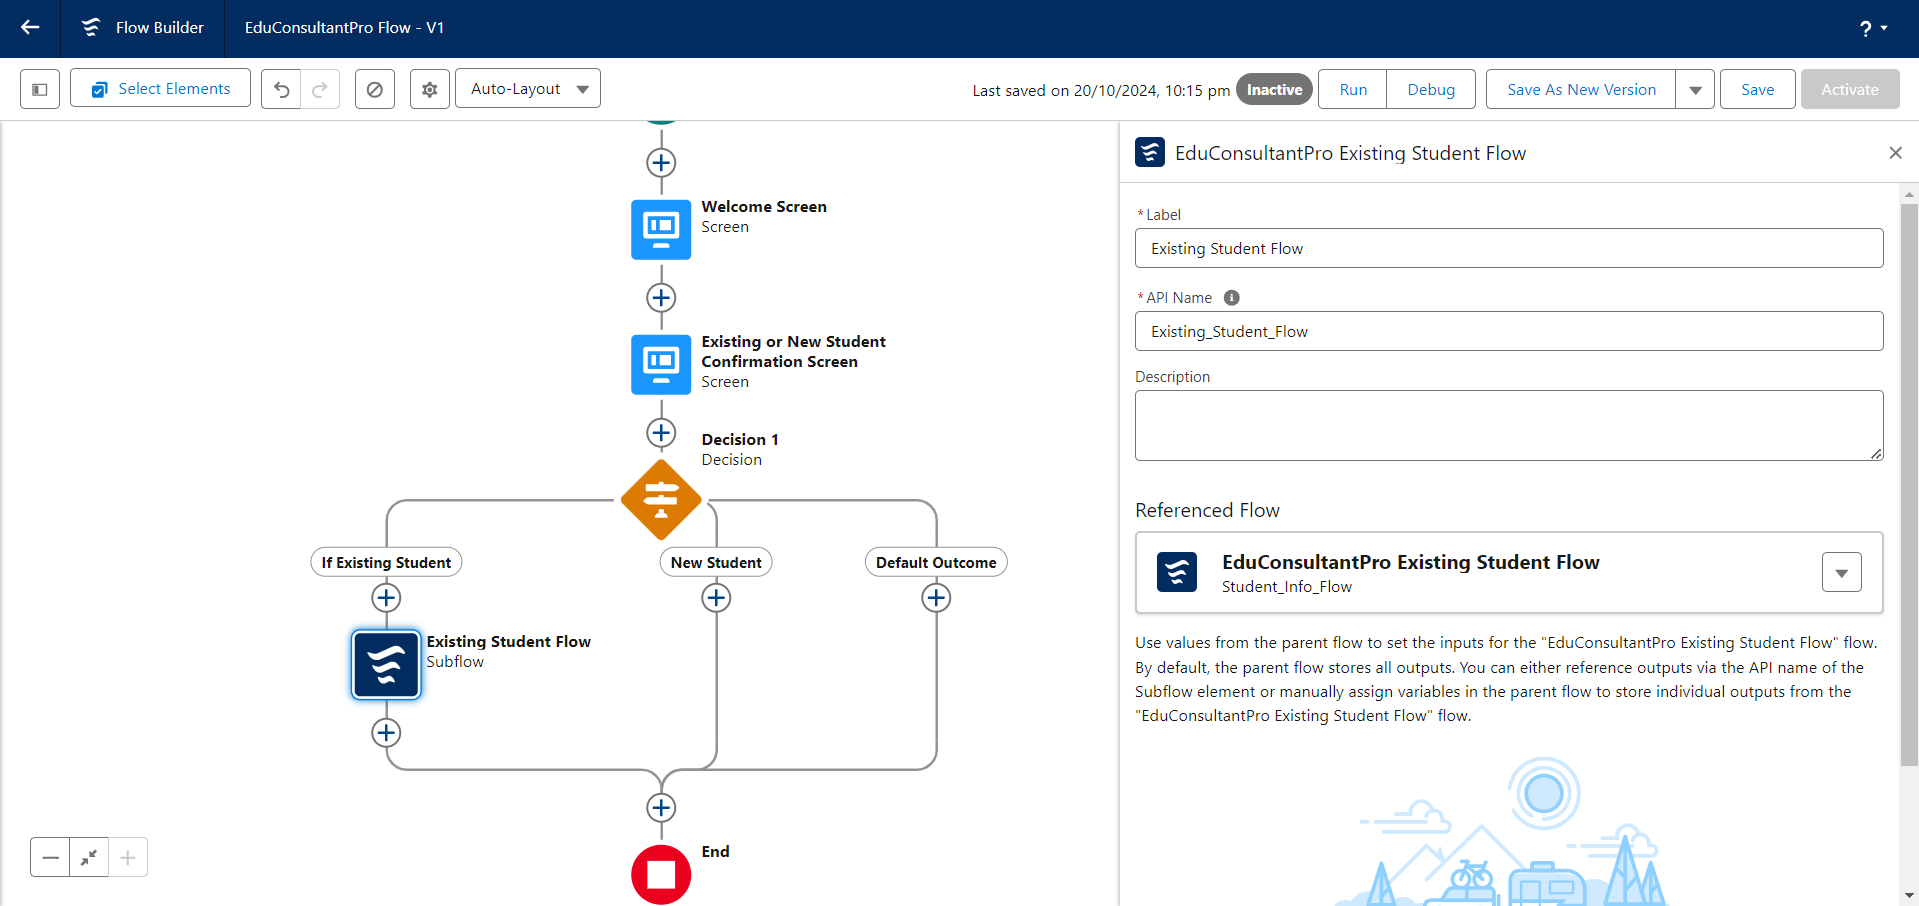 Flow Builder
EduConsultantPro Flow - V1
?
Select Elements
Auto-Layout
Last saved on 20/10/2024, 10:15 pm
Inactive
Run
Debug
Save As New Version
Save
Activate
Welcome Screen
Screen
Existing or New Student
Confirmation Screen
Screen
Decision 1
Decision
If Existing Student
New Student
Default Outcome
Existing Student Flow
Subflow
End
EduConsultantPro Existing Student Flow
* Label
Existing Student Flow
* API Name
Existing_Student_Flow
Description
Referenced Flow
EduConsultantPro Existing Student Flow
Student_Info_Flow
Use values from the parent flow to set the inputs for the "EduConsultantPro Existing Student Flow" flow.
By default, the parent flow stores all outputs. You can either reference outputs via the API name of the
Subflow element or manually assign variables in the parent flow to store individual outputs from the
"EduConsultantPro Existing Student Flow" flow.